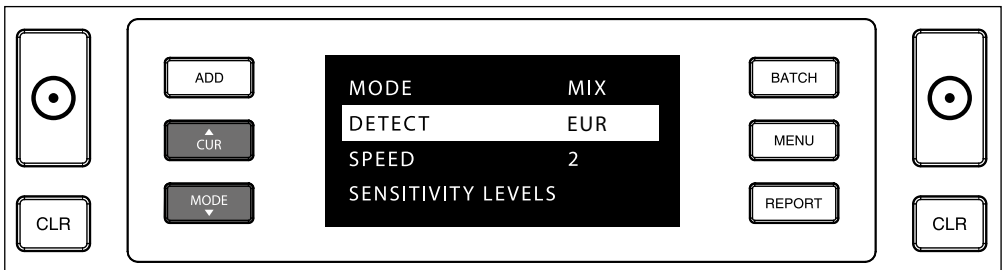 ADD
▲
CUR
MODE
▼
MODE MIX
DETECT EUR
SPEED 2
SENSITIVITY LEVELS
BATCH
MENU
REPORT
CLR
CLR